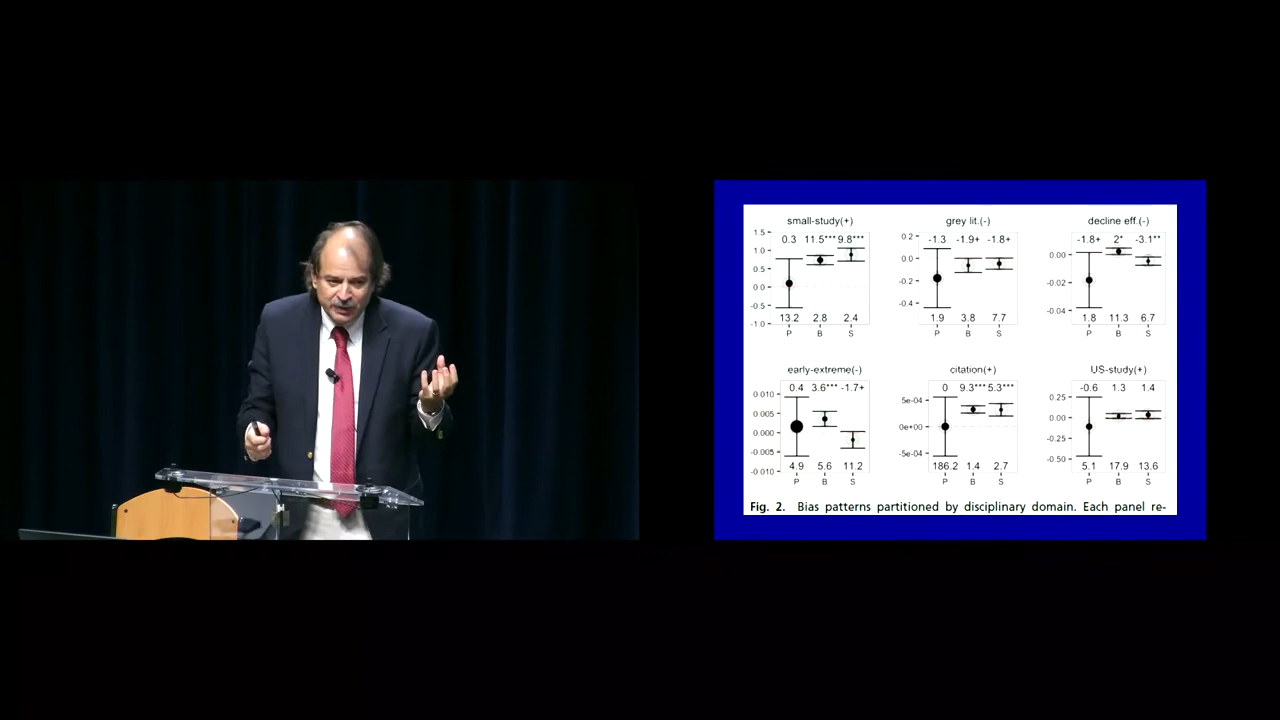 small-study(+)
1.5
1.0
0.5
0.0
-0.5
-1.0
0.3 11.5*** 9.8***
13.2 2.8 2.4
P B S
grey lit.(-)
0.2
0.0
-0.2
-0.4
-1.3 -1.9+ -1.8+
1.9 3.8 7.7
P B S
decline eff.(-)
0.00
-0.02
-0.04
-1.8+ 2* -3.1**
1.8 11.3 6.7
P B S
early-extreme(-)
0.010
0.005
0.000
-0.005
-0.010
0.4 3.6*** -1.7+
4.9 5.6 11.2
P B S
citation(+)
5e-04
0e+00
-5e-04
0 9.3*** 5.3***
186.2 1.4 2.7
P B S
US-study(+)
0.25
0.00
-0.25
-0.50
-0.6 1.3 1.4
5.1 17.9 13.6
P B S
Fig. 2. Bias patterns partitioned by disciplinary domain. Each panel re-